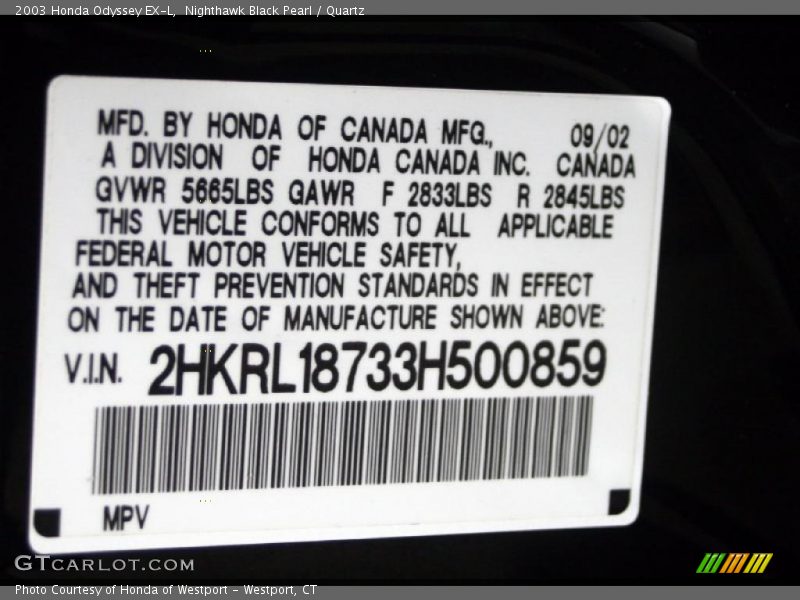 2003 Honda Odyssey EX-L, Nighthawk Black Pearl / Quartz
MFD. BY HONDA OF CANADA MFG., 09/02
A DIVISION OF HONDA CANADA INC. CANADA
GVWR 5665LBS GAWR F 2833LBS R 2845LBS
THIS VEHICLE CONFORMS TO ALL APPLICABLE
FEDERAL MOTOR VEHICLE SAFETY,
AND THEFT PREVENTION STANDARDS IN EFFECT
ON THE DATE OF MANUFACTURE SHOWN ABOVE:
V.I.N. 2HKRL18733H500859
MPV
GTCARLOT.COM
Photo Courtesy of Honda of Westport - Westport, CT